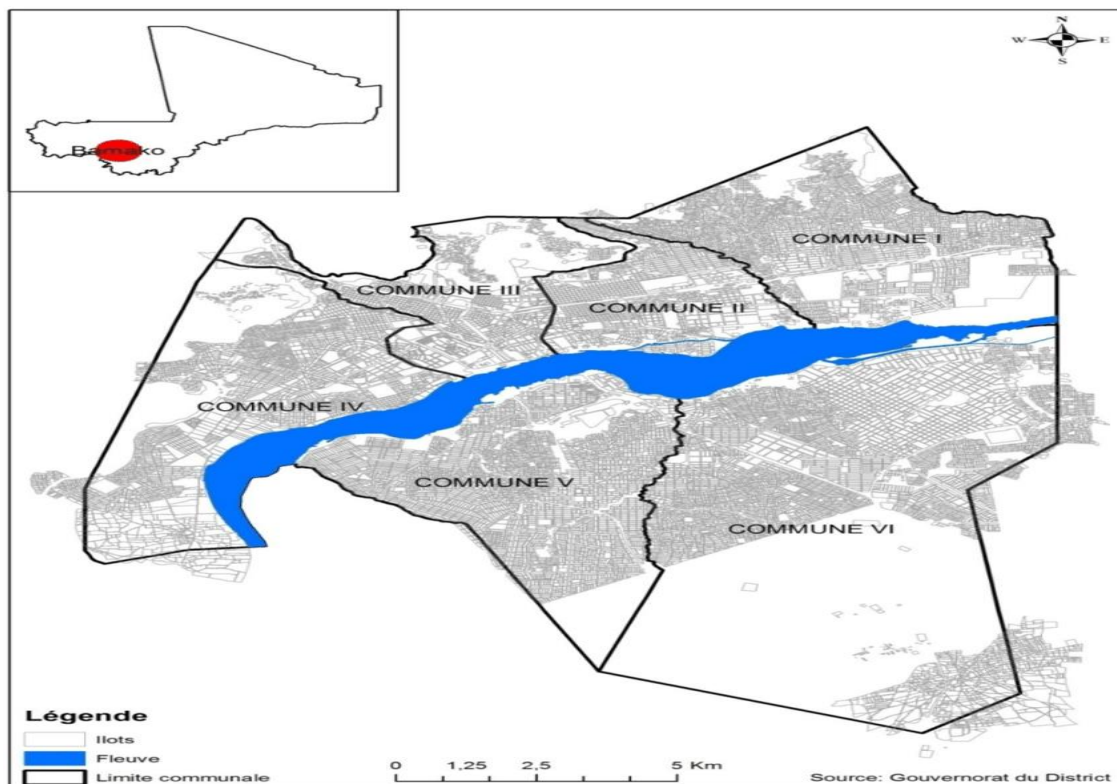 N
W E
S
Bamako
COMMUNE I
COMMUNE III
COMMUNE II
COMMUNE IV
COMMUNE V
COMMUNE VI
Légende
Ilots
Fleuve
Limite communale
0 1,25 2,5 5 Km
Source: Gouvernorat du District